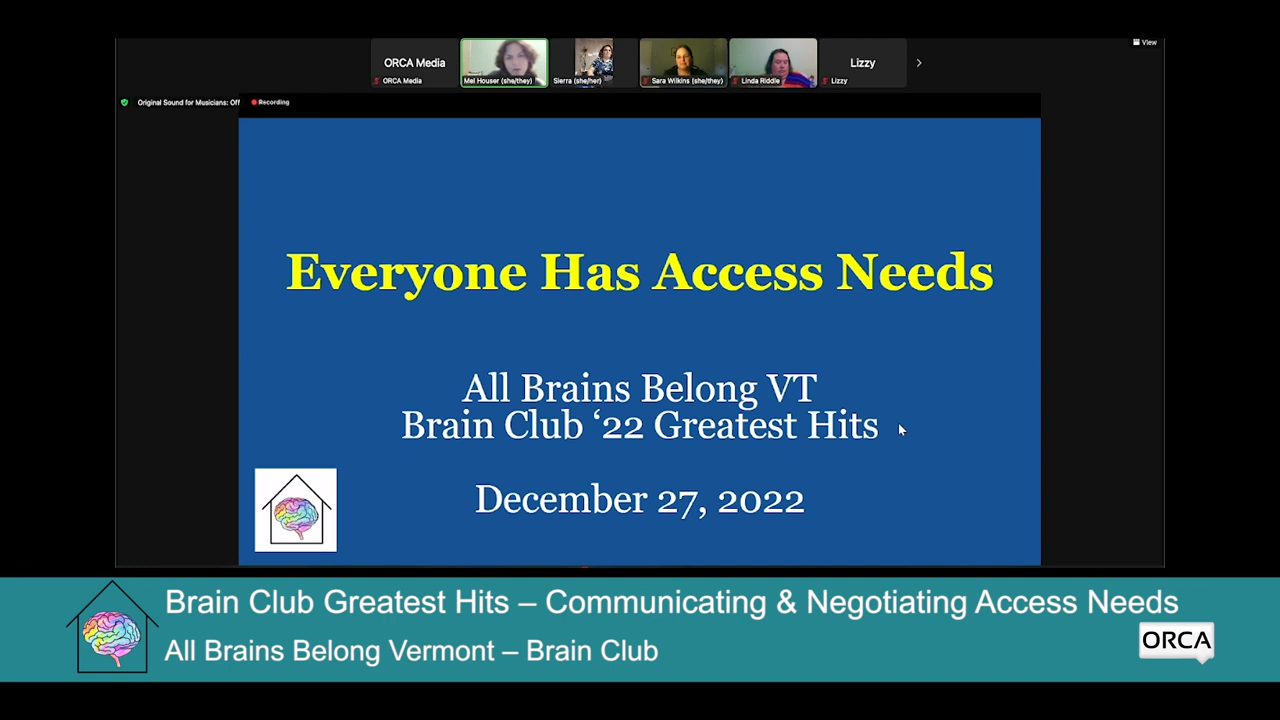 View
ORCA Media
Lizzy
ORCA Media
Mel Houser (she/they)
Sierra (she/her)
Sara Wilkins (she/they)
Linda Riddle
Lizzy
Original Sound for Musicians: Off
Recording
Everyone Has Access Needs
All Brains Belong VT
Brain Club ‘22 Greatest Hits
December 27, 2022
Brain Club Greatest Hits – Communicating & Negotiating Access Needs
All Brains Belong Vermont – Brain Club
ORCA